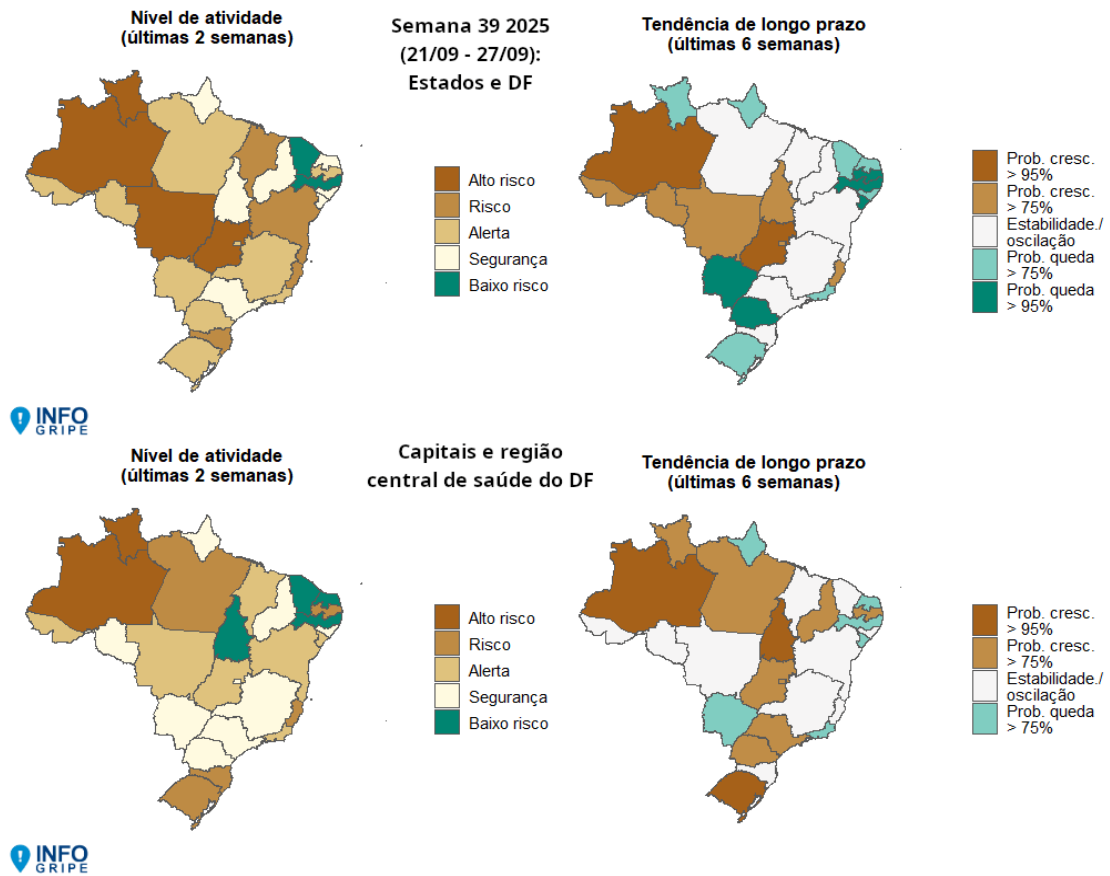 Nível de atividade
(últimas 2 semanas)
Semana 39 2025
(21/09 - 27/09):
Estados e DF
Tendência de longo prazo
(últimas 6 semanas)
Alto risco
Risco
Alerta
Segurança
Baixo risco
Prob. cresc.
> 95%
Prob. cresc.
> 75%
Estabilidade./
oscilação
Prob. queda
> 75%
Prob. queda
> 95%
INFO
GRIPE
Nível de atividade
(últimas 2 semanas)
Capitais e região
central de saúde do DF
Tendência de longo prazo
(últimas 6 semanas)
Alto risco
Risco
Alerta
Segurança
Baixo risco
Prob. cresc.
> 95%
Prob. cresc.
> 75%
Estabilidade./
oscilação
Prob. queda
> 75%
INFO
GRIPE